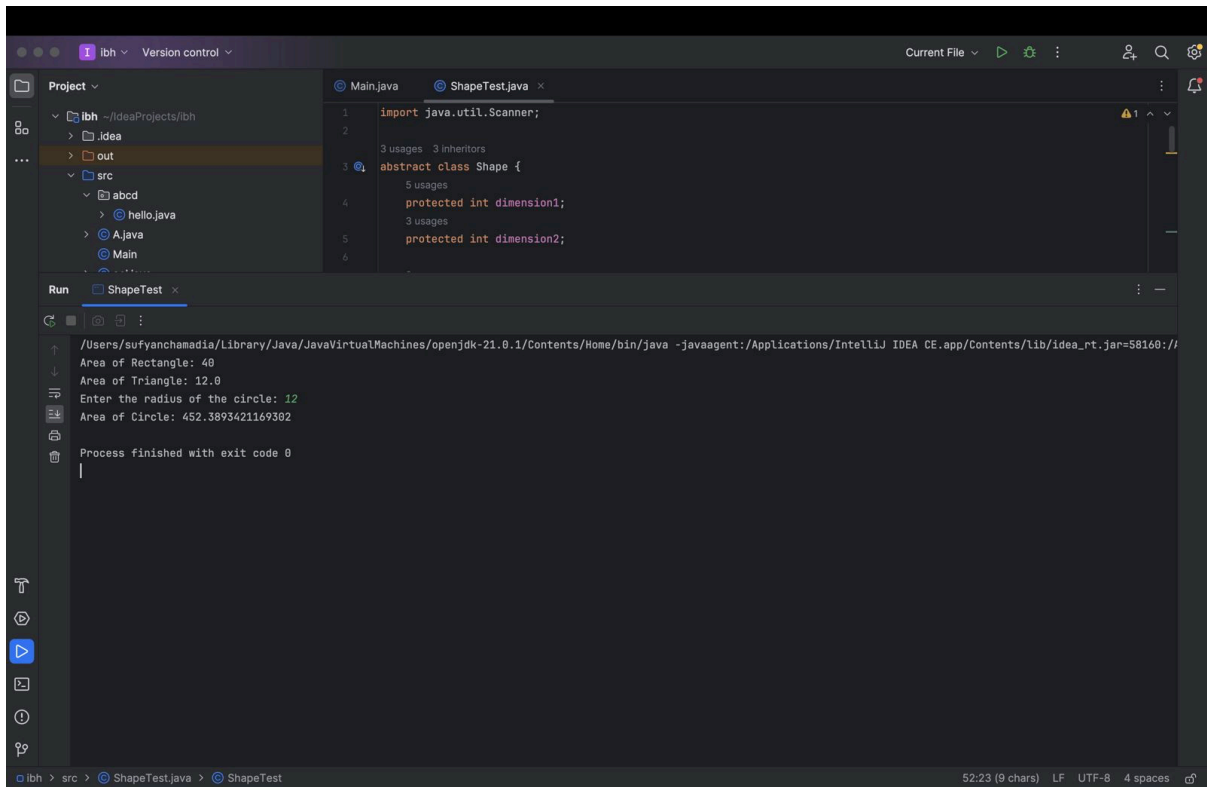 I ibh Version control Current File
Project
Main.java ShapeTest.java
ibh ~/IdeaProjects/ibh
.idea
out
src
abcd
hello.java
A.java
Main
1 import java.util.Scanner;
2
3 usages 3 inheritors
3 abstract class Shape {
5 usages
4 protected int dimension1;
3 usages
5 protected int dimension2;
6
1
Run ShapeTest
/Users/sufyanchamadia/Library/Java/JavaVirtualMachines/openjdk-21.0.1/Contents/Home/bin/java -javaagent:/Applications/IntelliJ IDEA CE.app/Contents/lib/idea_rt.jar=58160:/
Area of Rectangle: 40
Area of Triangle: 12.0
Enter the radius of the circle: 12
Area of Circle: 452.3893421169302
Process finished with exit code 0
ibh > src > ShapeTest.java > ShapeTest 52:23 (9 chars) LF UTF-8 4 spaces